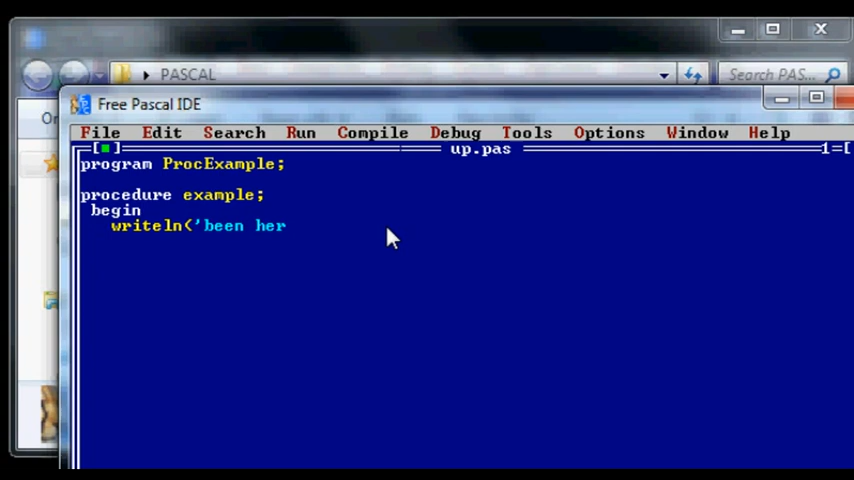 PASCAL
Search PAS...
Or
Free Pascal IDE
File Edit Search Run Compile Debug Tools Options Window Help
[■] up.pas 1=[
program ProcExample;
procedure example;
begin
writeln('been her